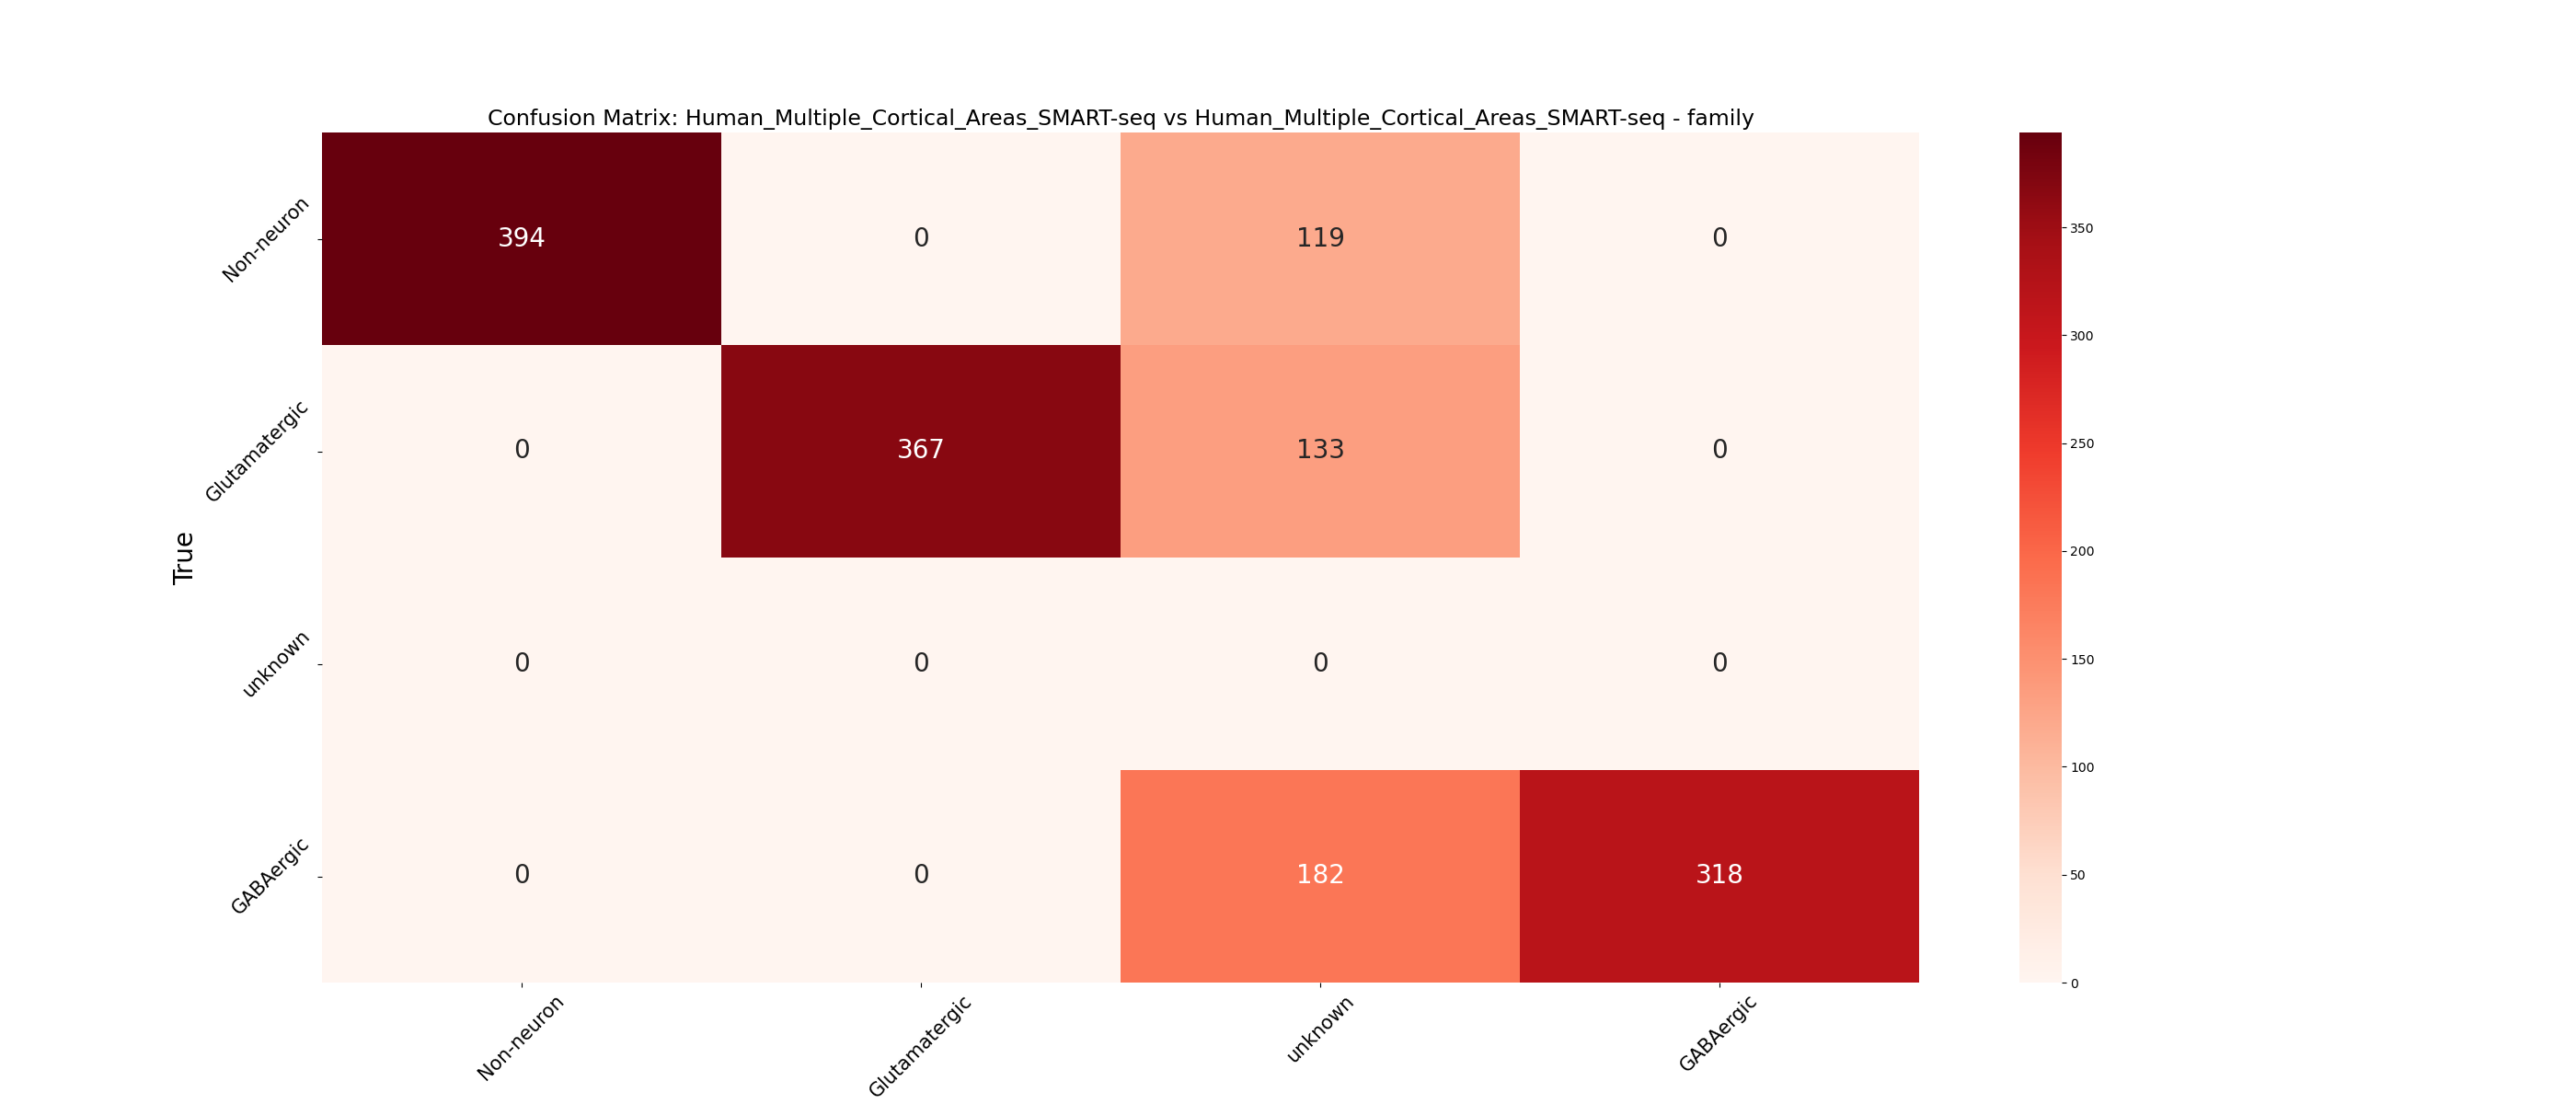 Confusion Matrix: Human_Multiple_Cortical_Areas_SMART-seq vs Human_Multiple_Cortical_Areas_SMART-seq - family
True
Non-neuron
394
0
119
0
Glutamatergic
0
367
133
0
unknown
0
0
0
0
GABAergic
0
0
182
318
Non-neuron
Glutamatergic
unknown
GABAergic
350
300
250
200
150
100
50
0